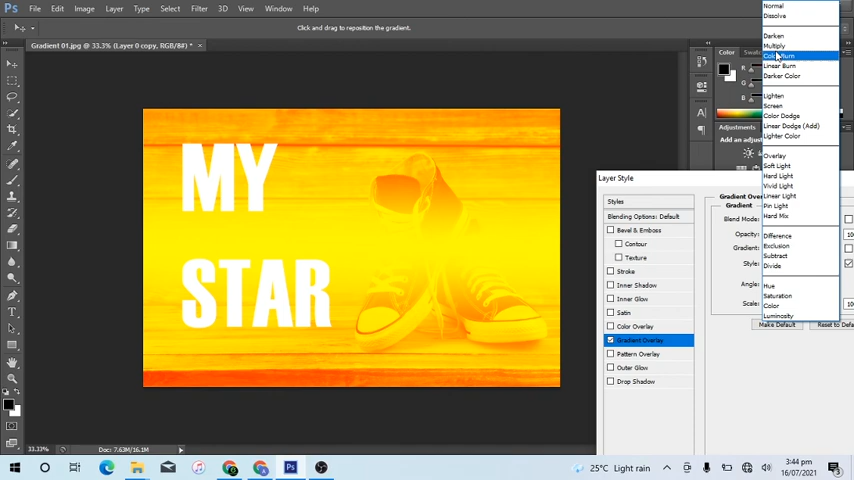 Ps File Edit Image Layer Type Select Filter 3D View Window Help
Click and drag to reposition the gradient.
Gradient 01.jpg @ 33.3% (Layer 0 copy, RGB/8#) * ×
MY
STAR
Normal
Dissolve
Darken
Multiply
Color Burn
Linear Burn
Darker Color
Lighten
Screen
Color Dodge
Linear Dodge (Add)
Lighter Color
Overlay
Soft Light
Hard Light
Vivid Light
Linear Light
Pin Light
Hard Mix
Difference
Exclusion
Subtract
Divide
Hue
Saturation
Color
Luminosity
Color
R
G
B
Adjustments
Layer Style
Styles
Blending Options: Default
Bevel & Emboss
Contour
Texture
Stroke
Inner Shadow
Inner Glow
Satin
Color Overlay
Gradient Overlay
Pattern Overlay
Outer Glow
Drop Shadow
Gradient
Blend Mode:
Opacity:
Gradient:
Style:
Angle:
Scale:
Make Default
33.33%
Doc: 7.63M/16.1M
25°C Light rain
3:44 pm
16/07/2021